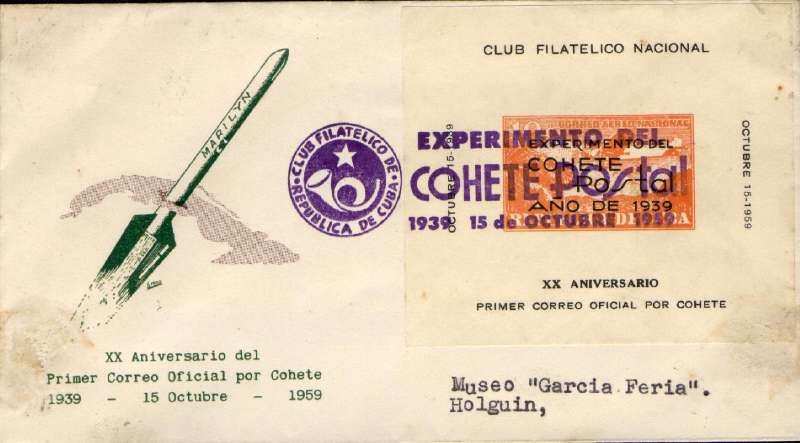 MARILYN
XX Aniversario del
Primer Correo Oficial por Cohete
1939 - 15 Octubre - 1959
CLUB FILATELICO DE
REPUBLICA DE CUBA
CLUB FILATELICO NACIONAL
OCTUBRE 15-1959
OCTUBRE 15-1959
EXPERIMENTO DEL
COHETE Postal
1939 15 de OCTUBRE 1959
10 CORREO AEREO NACIONAL
EXPERIMENTO DEL
COHETE
Postal
AÑO DE 1939
XX ANIVERSARIO
PRIMER CORREO OFICIAL POR COHETE
Museo "Garcia Feria".
Holguin,